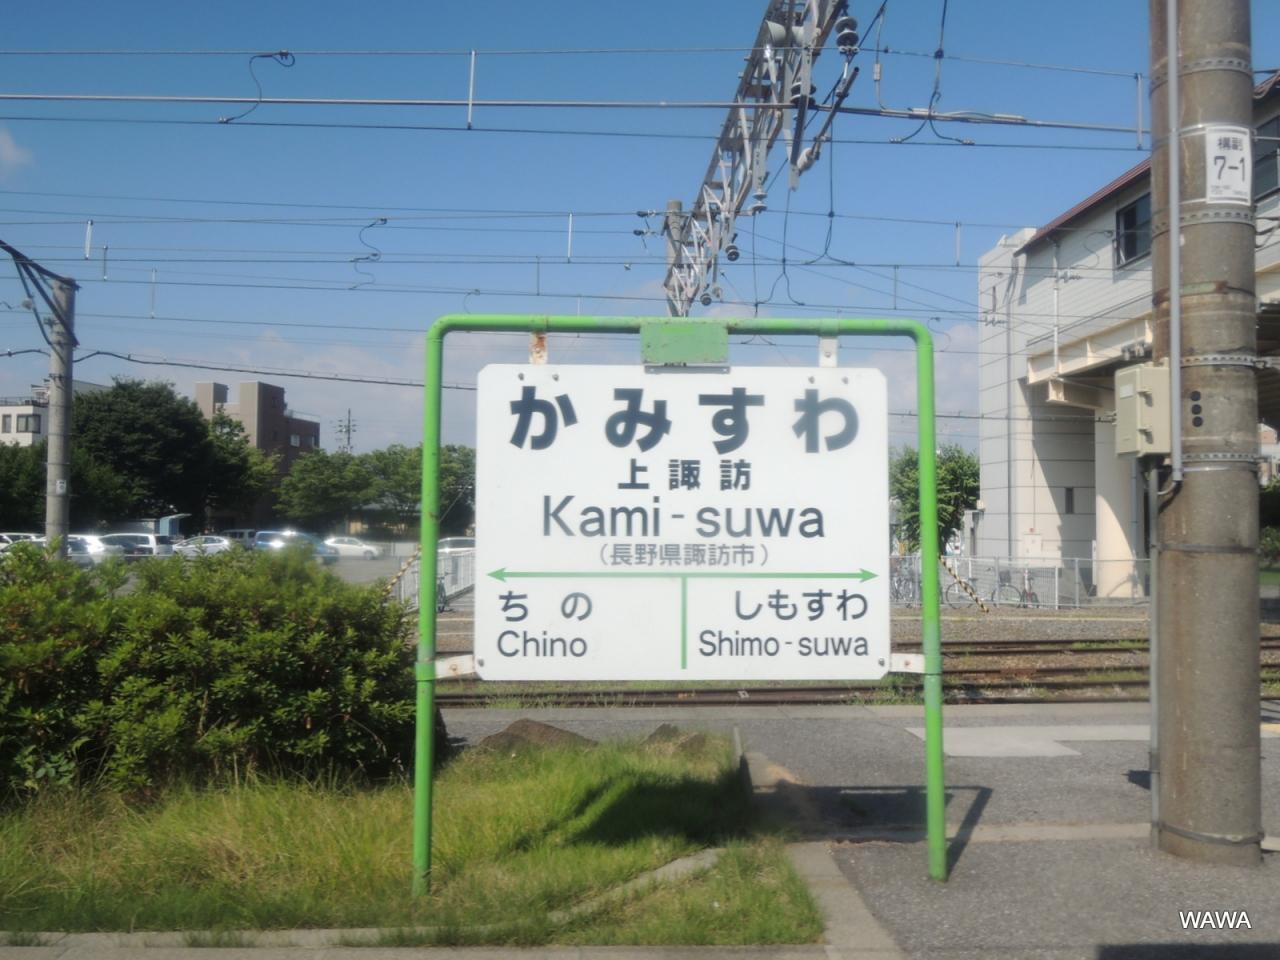 かみすわ
上諏訪
Kami-suwa
(長野県諏訪市)
ちの
Chino
しもすわ
Shimo-suwa
構副
7-1
WAWA